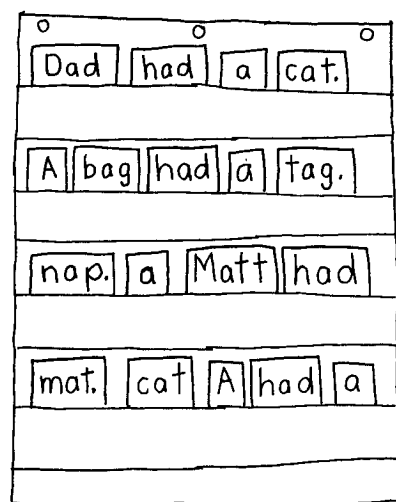 Dad had a cat.
A bag had a tag.
nap. a Matt had
mat. cat A had a